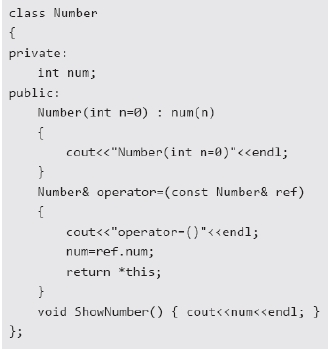 class Number
{
private:
    int num;
public:
    Number(int n=0) : num(n)
    {
        cout<<"Number(int n=0)"<<endl;
    }
    Number& operator=(const Number& ref)
    {
        cout<<"operator=()"<<endl;
        num=ref.num;
        return *this;
    }
    void ShowNumber() { cout<<num<<endl; }
};